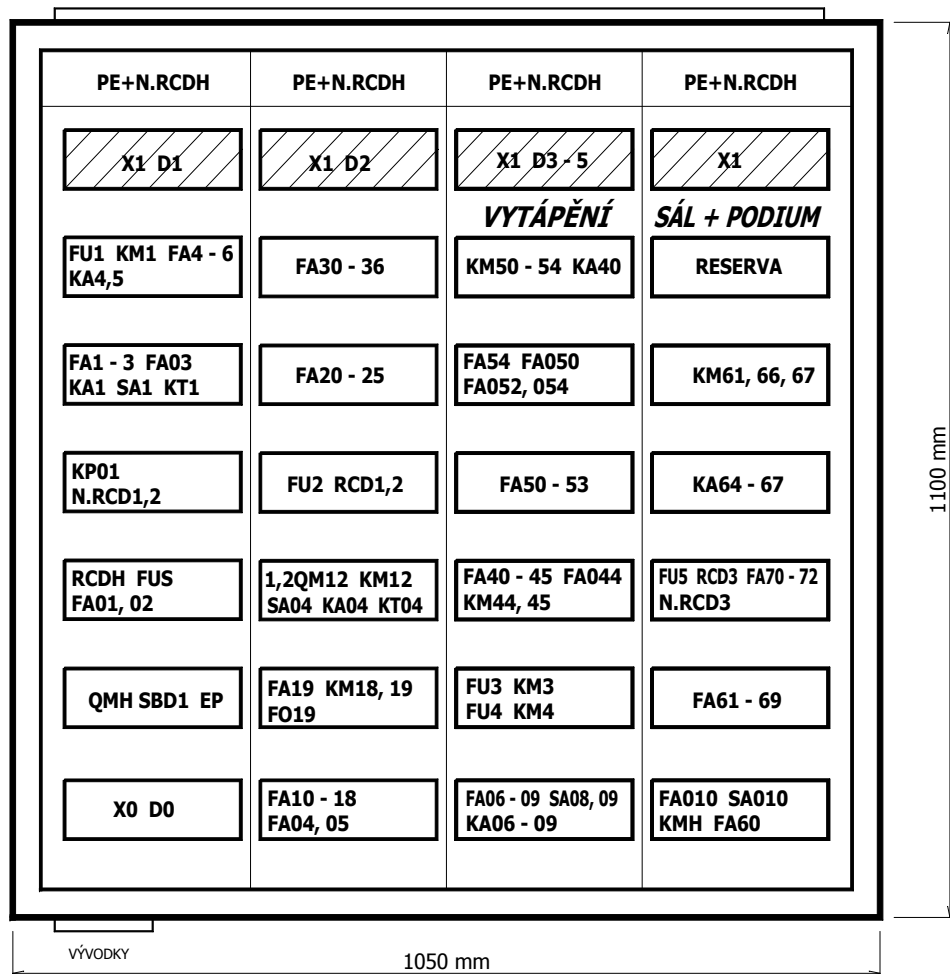 PE+N.RCDH PE+N.RCDH PE+N.RCDH PE+N.RCDH
X1 D1 X1 D2 X1 D3 - 5 X1
VYTÁPĚNÍ SÁL + PODIUM
FU1 KM1 FA4 - 6
KA4,5
FA30 - 36
KM50 - 54 KA40
RESERVA
FA1 - 3 FA03
KA1 SA1 KT1
FA20 - 25
FA54 FA050
FA052, 054
KM61, 66, 67
KP01
N.RCD1,2
FU2 RCD1,2
FA50 - 53
KA64 - 67
RCDH FUS
FA01, 02
1,2QM12 KM12
SA04 KA04 KT04
FA40 - 45 FA044
KM44, 45
FU5 RCD3 FA70 - 72
N.RCD3
QMH SBD1 EP
FA19 KM18, 19
FO19
FU3 KM3
FU4 KM4
FA61 - 69
X0 D0
FA10 - 18
FA04, 05
FA06 - 09 SA08, 09
KA06 - 09
FA010 SA010
KMH FA60
1100 mm
VÝVODKY
1050 mm